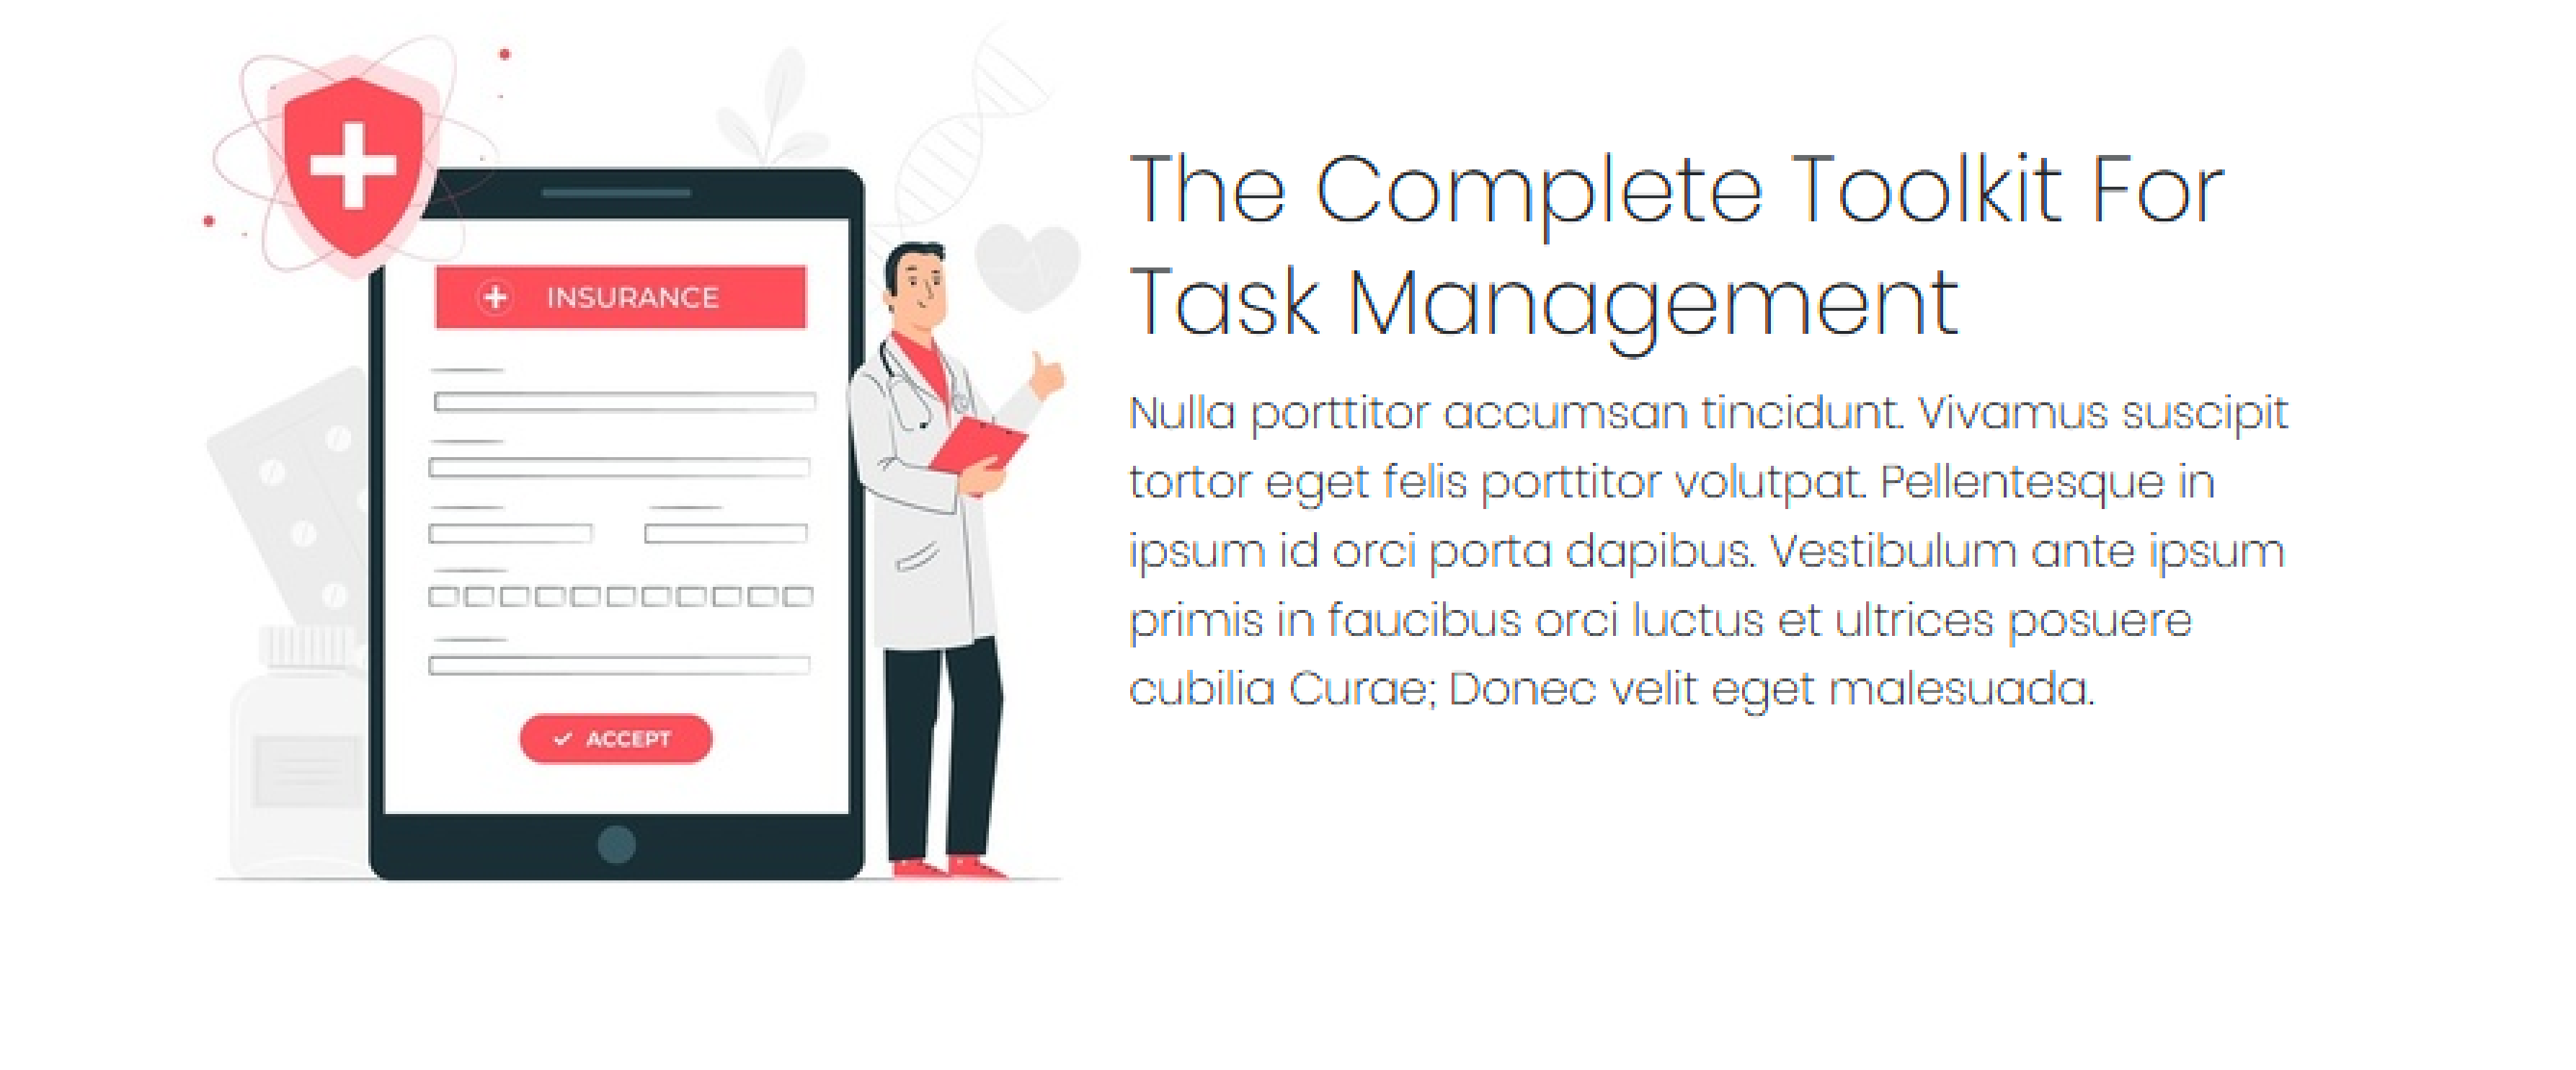 INSURANCE
ACCEPT
The Complete Toolkit For
Task Management
Nulla porttitor accumsan tincidunt. Vivamus suscipit
tortor eget felis porttitor volutpat. Pellentesque in
ipsum id orci porta dapibus. Vestibulum ante ipsum
primis in faucibus orci luctus et ultrices posuere
cubilia Curae; Donec velit eget malesuada.